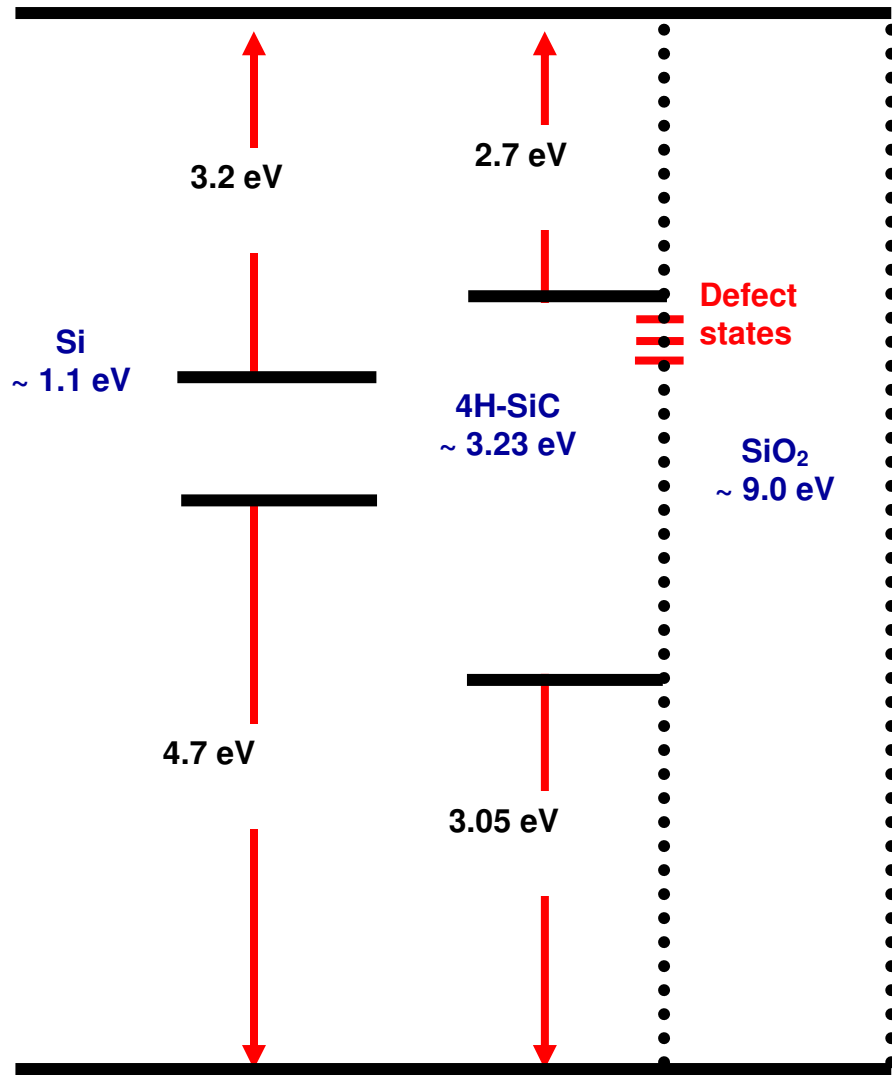 3.2 eV
2.7 eV
Defect
states
Si
~ 1.1 eV
4H-SiC
~ 3.23 eV
SiO₂
~ 9.0 eV
4.7 eV
3.05 eV